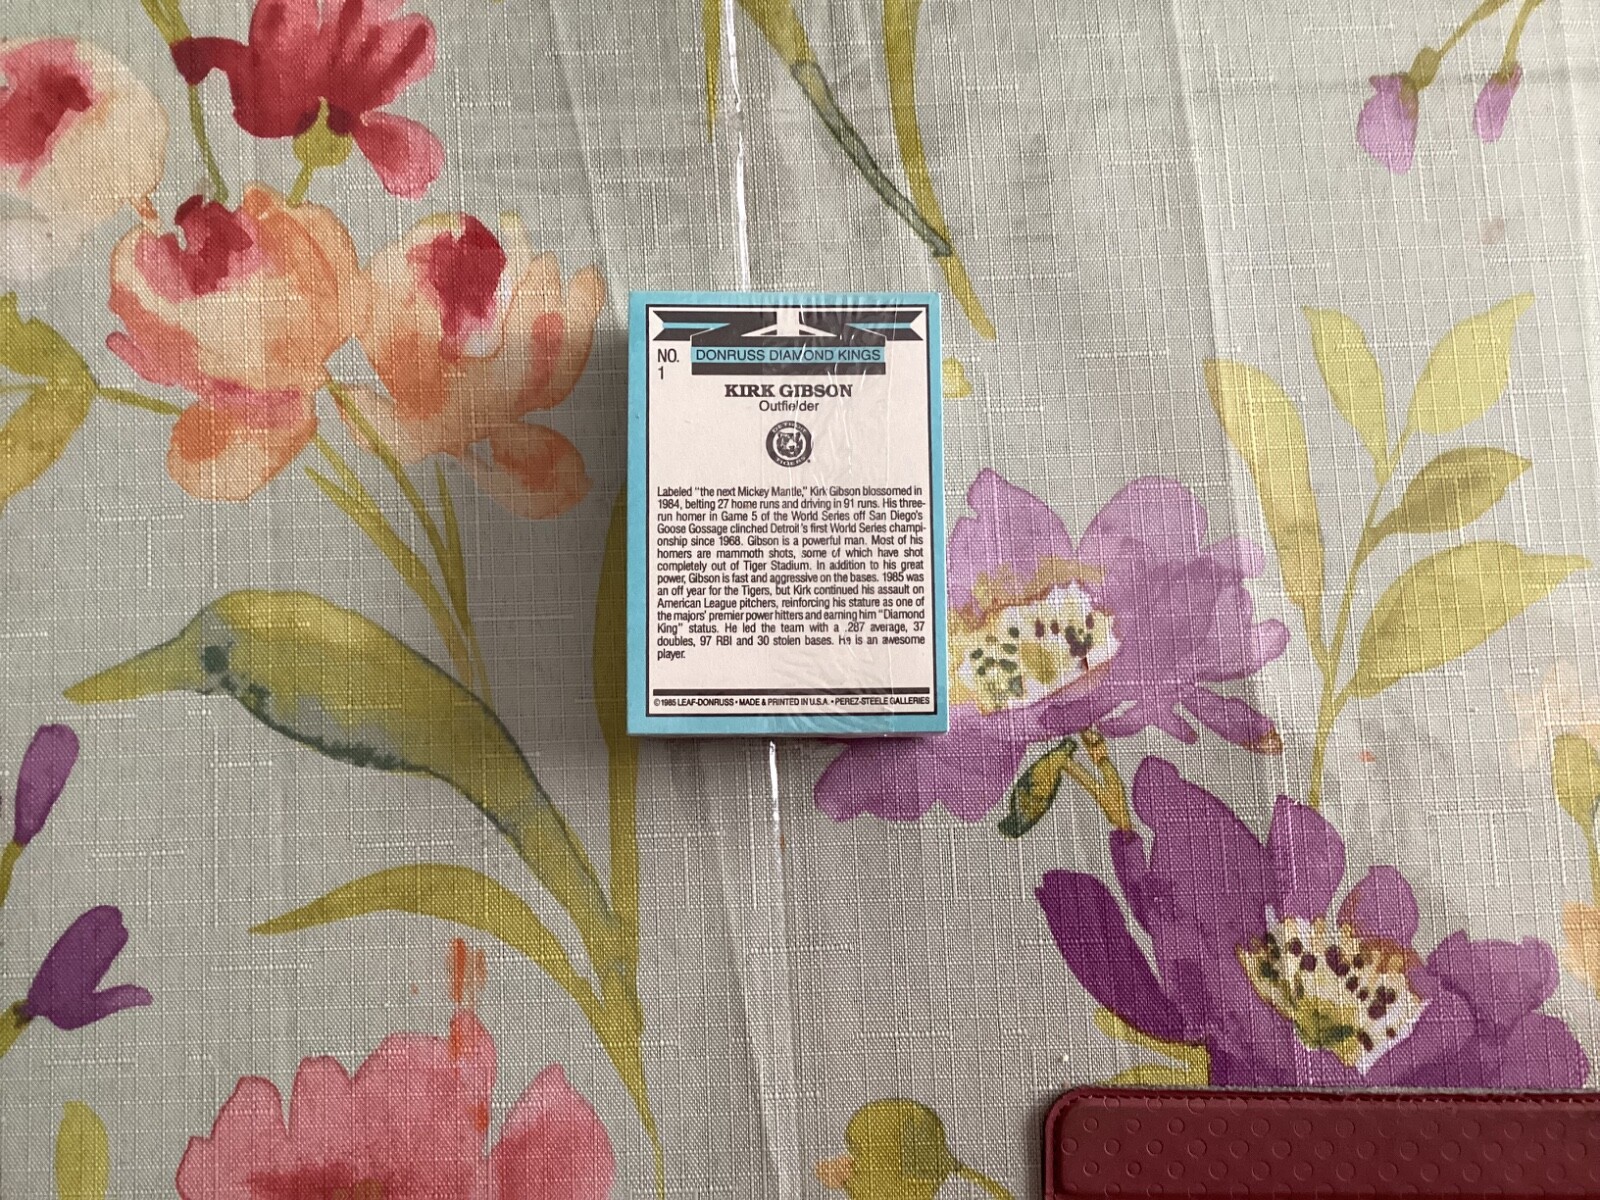 NO.
1
DONRUSS DIAMOND KINGS
KIRK GIBSON
Outfielder
Labeled "the next Mickey Mantle," Kirk Gibson blossomed in
1984, belting 27 home runs and driving in 91 runs. His three-
run homer in Game 5 of the World Series off San Diego's
Goose Gossage clinched Detroit's first World Series champi-
onship since 1968. Gibson is a powerful man. Most of his
homers are mammoth shots, some of which have shot
completely out of Tiger Stadium. In addition to his great
power, Gibson is fast and aggressive on the bases. 1985 was
an off year for the Tigers, but Kirk continued his assault on
American League pitchers, reinforcing his stature as one of
the majors' premier power hitters and earning him "Diamond
King" status. He led the team with a .287 average, 37
doubles, 97 RBI and 30 stolen bases. He is an awesome
player.
© 1985 LEAF-DONRUSS • MADE & PRINTED IN U.S.A. • PEREZ-STEELE GALLERIES